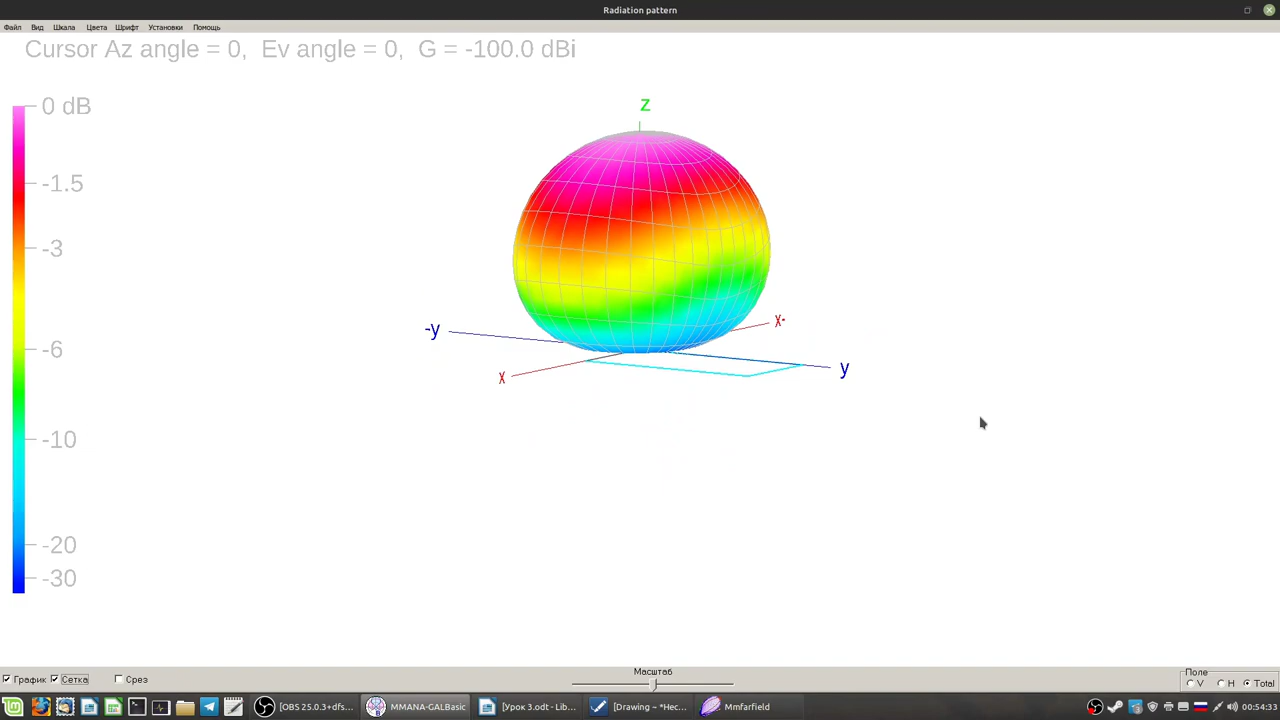 Radiation pattern
Файл Вид Шкала Цвета Шрифт Установки Помощь
Cursor Az angle = 0, Ev angle = 0, G = -100.0 dBi
0 dB
-1.5
-3
-6
-10
-20
-30
z
-y
x-
x
y
Масштаб
Поле
График Сетка Срез
V H Total
[OBS 25.0.3+dfs... MMANA-GALBasic [Урок 3.odt - Lib... [Drawing ~ *Нес... Mmfarfield 00:54:33